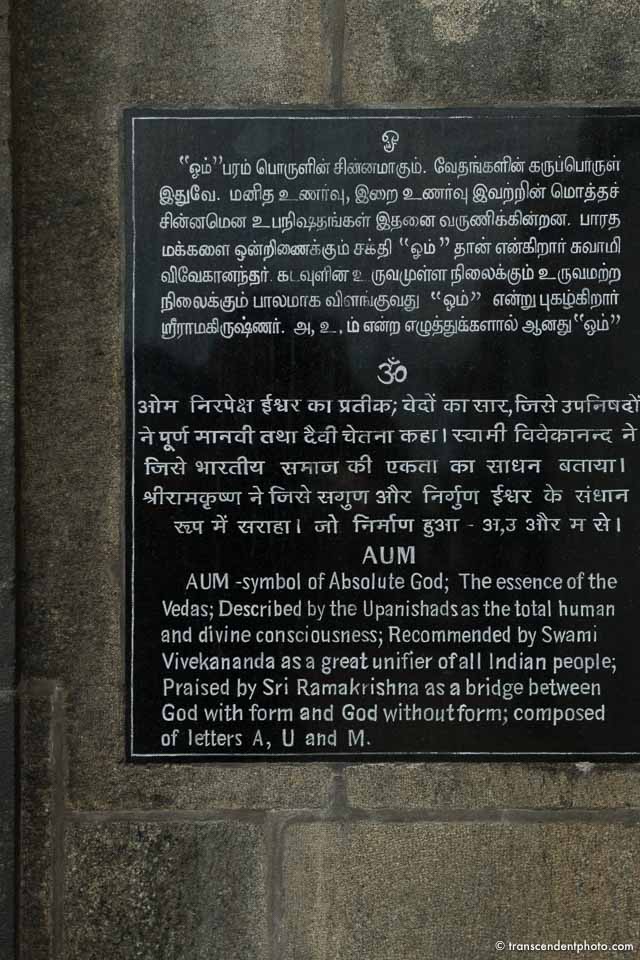 ௐ
"ஓம்" பரம் பொருளின் சின்னமாகும். வேதங்களின் கருப்பொருள்
இதுவே. மனித உணர்வு, இறை உணர்வு இவற்றின் மொத்தச்
சின்னமென உபநிஷதங்கள் இதனை வருணிக்கின்றன. பாரத
மக்களை ஒன்றிணைக்கும் சக்தி "ஓம்" தான் என்கிறார் சுவாமி
விவேகானந்தர். கடவுளின் உருவமுள்ள நிலைக்கும் உருவமற்ற
நிலைக்கும் பாலமாக விளங்குவது "ஓம்" என்று புகழ்கிறார்
ஸ்ரீராமகிருஷ்ணர். அ, உ, ம் என்ற எழுத்துக்களால் ஆனது "ஓம்"
ॐ
ओम निरपेक्ष ईश्वर का प्रतीक; वेदों का सार, जिसे उपनिषदों
ने पूर्ण मानवी तथा दैवी चेतना कहा। स्वामी विवेकानन्द ने
जिसे भारतीय समाज की एकता का साधन बताया।
श्रीरामकृष्ण ने जिसे सगुण और निर्गुण ईश्वर के संधान
रूप में सराहा। जो निर्माण हुआ - अ,उ और म से।
AUM
AUM -symbol of Absolute God; The essence of the
Vedas; Described by the Upanishads as the total human
and divine consciousness; Recommended by Swami
Vivekananda as a great unifier of all Indian people;
Praised by Sri Ramakrishna as a bridge between
God with form and God without form; composed
of letters A, U and M.
© transcendentphoto.com